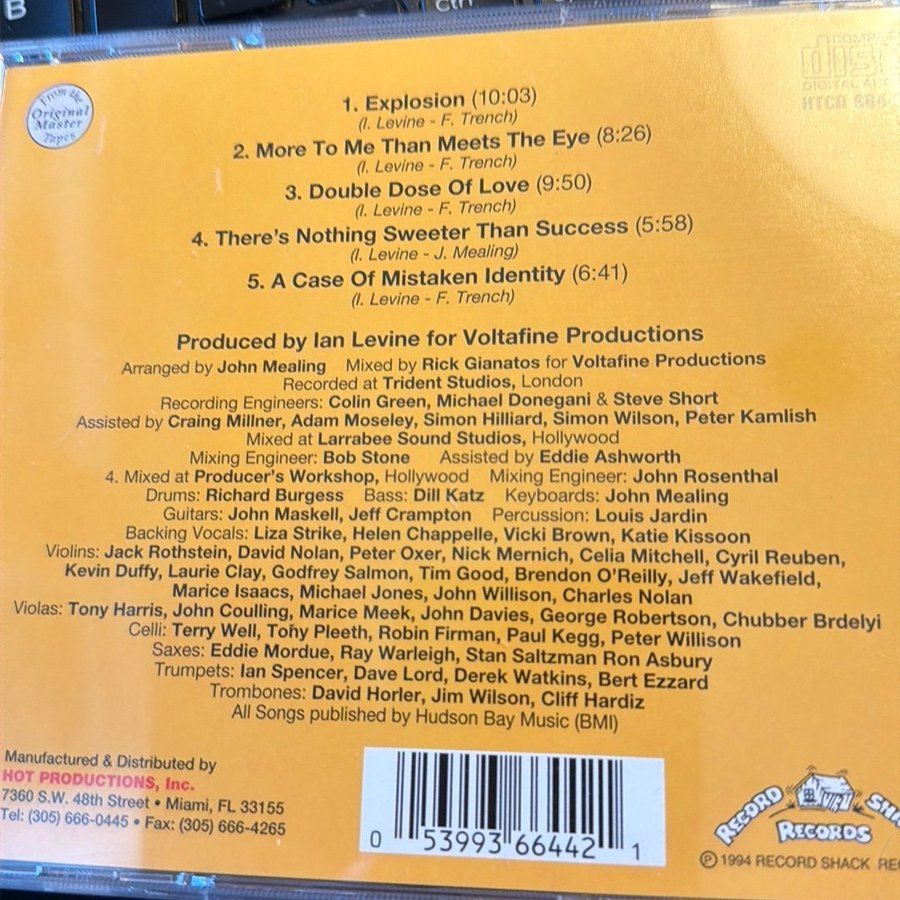 B
Ctrl
From the
Original
Master
Tapes
COMPACT
disc
DIGITAL AUDIO
1. Explosion (10:03)
(I. Levine - F. Trench)
2. More To Me Than Meets The Eye (8:26)
(I. Levine - F. Trench)
3. Double Dose Of Love (9:50)
(I. Levine - F. Trench)
4. There's Nothing Sweeter Than Success (5:58)
(I. Levine - J. Mealing)
5. A Case Of Mistaken Identity (6:41)
(I. Levine - F. Trench)
Produced by Ian Levine for Voltafine Productions
Arranged by John Mealing Mixed by Rick Gianatos for Voltafine Productions
Recorded at Trident Studios, London
Recording Engineers: Colin Green, Michael Donegani & Steve Short
Assisted by Craing Millner, Adam Moseley, Simon Hilliard, Simon Wilson, Peter Kamlish
Mixed at Larrabee Sound Studios, Hollywood
Mixing Engineer: Bob Stone Assisted by Eddie Ashworth
4. Mixed at Producer's Workshop, Hollywood Mixing Engineer: John Rosenthal
Drums: Richard Burgess Bass: Dill Katz Keyboards: John Mealing
Guitars: John Maskell, Jeff Crampton Percussion: Louis Jardin
Backing Vocals: Liza Strike, Helen Chappelle, Vicki Brown, Katie Kissoon
Violins: Jack Rothstein, David Nolan, Peter Oxer, Nick Mernich, Celia Mitchell, Cyril Reuben,
Kevin Duffy, Laurie Clay, Godfrey Salmon, Tim Good, Brendon O'Reilly, Jeff Wakefield,
Marice Isaacs, Michael Jones, John Willison, Charles Nolan
Violas: Tony Harris, John Coulling, Marice Meek, John Davies, George Robertson, Chubber Brdelyi
Celli: Terry Well, Tony Pleeth, Robin Firman, Paul Kegg, Peter Willison
Saxes: Eddie Mordue, Ray Warleigh, Stan Saltzman Ron Asbury
Trumpets: Ian Spencer, Dave Lord, Derek Watkins, Bert Ezzard
Trombones: David Horler, Jim Wilson, Cliff Hardiz
All Songs published by Hudson Bay Music (BMI)
Manufactured & Distributed by
HOT PRODUCTIONS, Inc.
7360 S.W. 48th Street • Miami, FL 33155
Tel: (305) 666-0445 • Fax: (305) 666-4265
0 53993 66442 1
RECORD SHACK
RECORDS
℗ 1994 RECORD SHACK